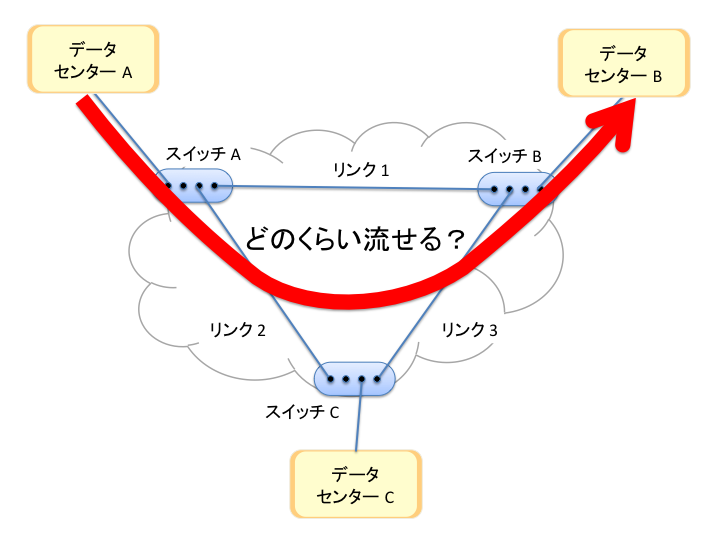 データ
センター A
データ
センター B
スイッチ A
リンク 1
スイッチ B
どのくらい流せる？
リンク 2
リンク 3
スイッチ C
データ
センター C